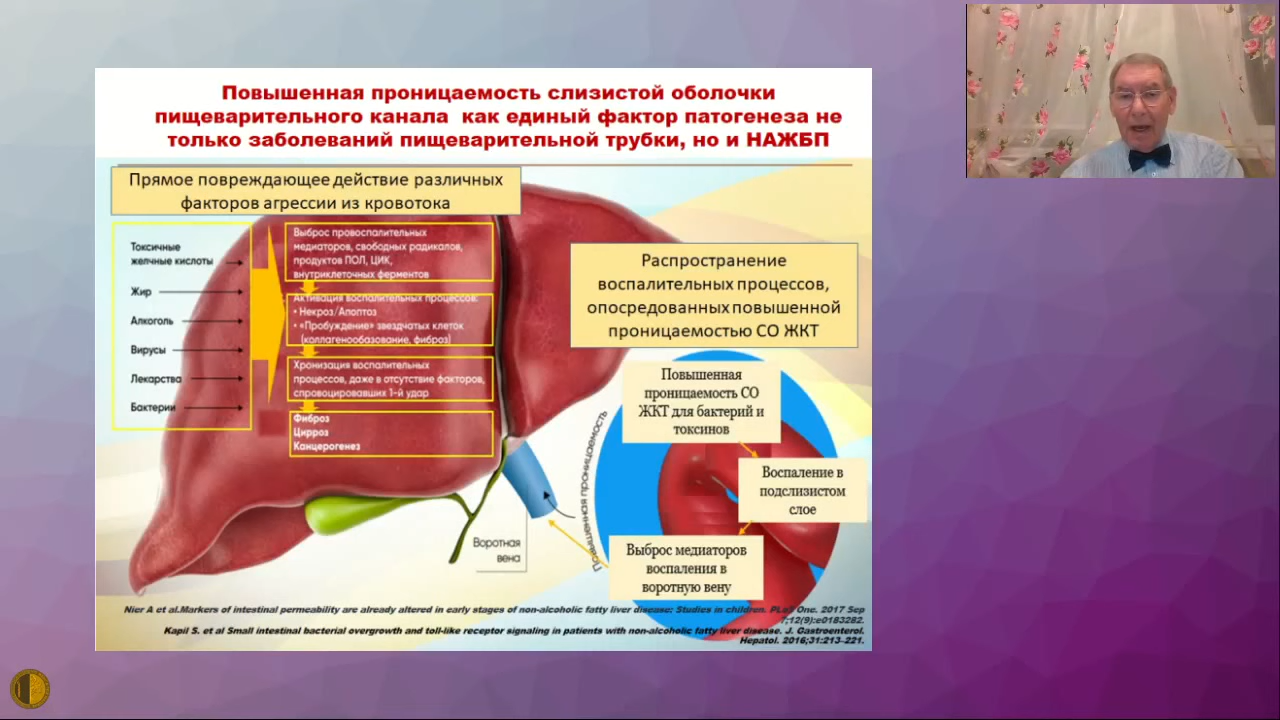 Повышенная проницаемость слизистой оболочки
пищеварительного канала как единый фактор патогенеза не
только заболеваний пищеварительной трубки, но и НАЖБП
Прямое повреждающее действие различных
факторов агрессии из кровотока
Токсичные
желчные кислоты
Жир
Алкоголь
Вирусы
Лекарства
Бактерии
Выброс провоспалительных
медиаторов, свободных радикалов,
продуктов ПОЛ, ЦИК,
внутриклеточных ферментов
Активация воспалительных процессов:
• Некроз/Апоптоз
• «Пробуждение» звездчатых клеток
(коллагенобразование, фиброз)
Хронизация воспалительных
процессов, даже в отсутствие факторов,
спровоцировавших 1-й удар
Фиброз
Цирроз
Канцерогенез
Распространение
воспалительных процессов,
опосредованных повышенной
проницаемостью СО ЖКТ
Повышенная
проницаемость СО
ЖКТ для бактерий и
токсинов
Повышенная проницаемость
Воспаление в
подслизистом
слое
Выброс медиаторов
воспаления в
воротную вену
Воротная
вена
Nier A et al.Markers of intestinal permeability are already altered in early stages of non-alcoholic fatty liver disease: Studies in children. PLoS One. 2017 Sep
7;12(9):e0183282.
Kapil S. et al Small intestinal bacterial overgrowth and toll-like receptor signaling in patients with non-alcoholic fatty liver disease. J. Gastroenterol.
Hepatol. 2016;31:213–221.